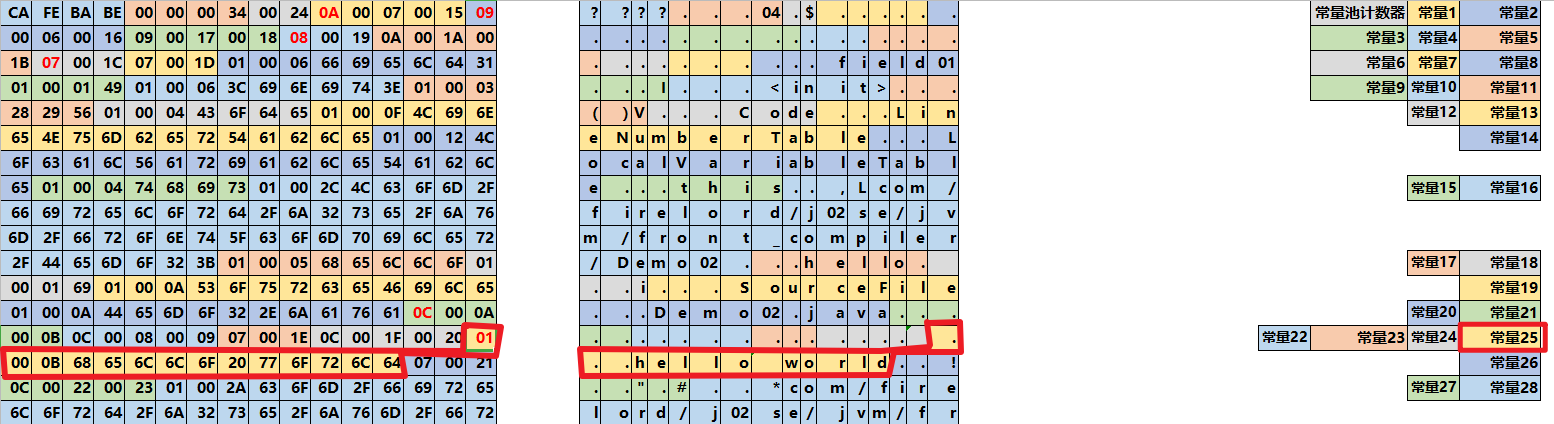 CA FE BA BE 00 00 00 34 00 24 0A 00 07 00 15 09 ? ? ? ? . . . 04 . $ . . . . . . 常量池计数器 常量1 常量2
00 06 00 16 09 00 17 00 18 08 00 19 0A 00 1A 00 . . . . . . . . . . . . . . . . 常量3 常量4 常量5
1B 07 00 1C 07 00 1D 01 00 06 66 69 65 6C 64 31 . . . . . . . . . . f i e l d 01 常量6 常量7 常量8
01 00 01 49 01 00 06 3C 69 6E 69 74 3E 01 00 03 . . . I . . . < i n i t > . . . 常量9 常量10 常量11
28 29 56 01 00 04 43 6F 64 65 01 00 0F 4C 69 6E ( ) V . . . C o d e . . . L i n 常量12 常量13
65 4E 75 6D 62 65 72 54 61 62 6C 65 01 00 12 4C e N u m b e r T a b l e . . . L 常量14
6F 63 61 6C 56 61 72 69 61 62 6C 65 54 61 62 6C o c a l V a r i a b l e T a b l
65 01 00 04 74 68 69 73 01 00 2C 4C 63 6F 6D 2F e . . . t h i s . . , L c o m / 常量15 常量16
66 69 72 65 6C 6F 72 64 2F 6A 32 73 65 2F 6A 76 f i r e l o r d / j 02 s e / j v
6D 2F 66 72 6F 6E 74 5F 63 6F 6D 70 69 6C 65 72 m / f r o n t _ c o m p i l e r
2F 44 65 6D 6F 32 3B 01 00 05 68 65 6C 6C 6F 01 / D e m o 02 . . . . h e l l o . 常量17 常量18
00 01 69 01 00 0A 53 6F 75 72 63 65 46 69 6C 65 . . i . . . S o u r c e F i l e 常量19
01 00 0A 44 65 6D 6F 32 2E 6A 61 76 61 0C 00 0A . . . D e m o 02 . j a v a . . . 常量20 常量21
00 0B 0C 00 08 00 09 07 00 1E 0C 00 1F 00 20 01 . . . . . . . . . . . . . . . 常量22 常量23 常量24 常量25
00 0B 68 65 6C 6C 6F 20 77 6F 72 6C 64 07 00 21 . . h e l l o w o r l d . . ! 常量26
0C 00 22 00 23 01 00 2A 63 6F 6D 2F 66 69 72 65 . . " . # . . * c o m / f i r e 常量27 常量28
6C 6F 72 64 2F 6A 32 73 65 2F 6A 76 6D 2F 66 72 l o r d / j 02 s e / j v m / f r